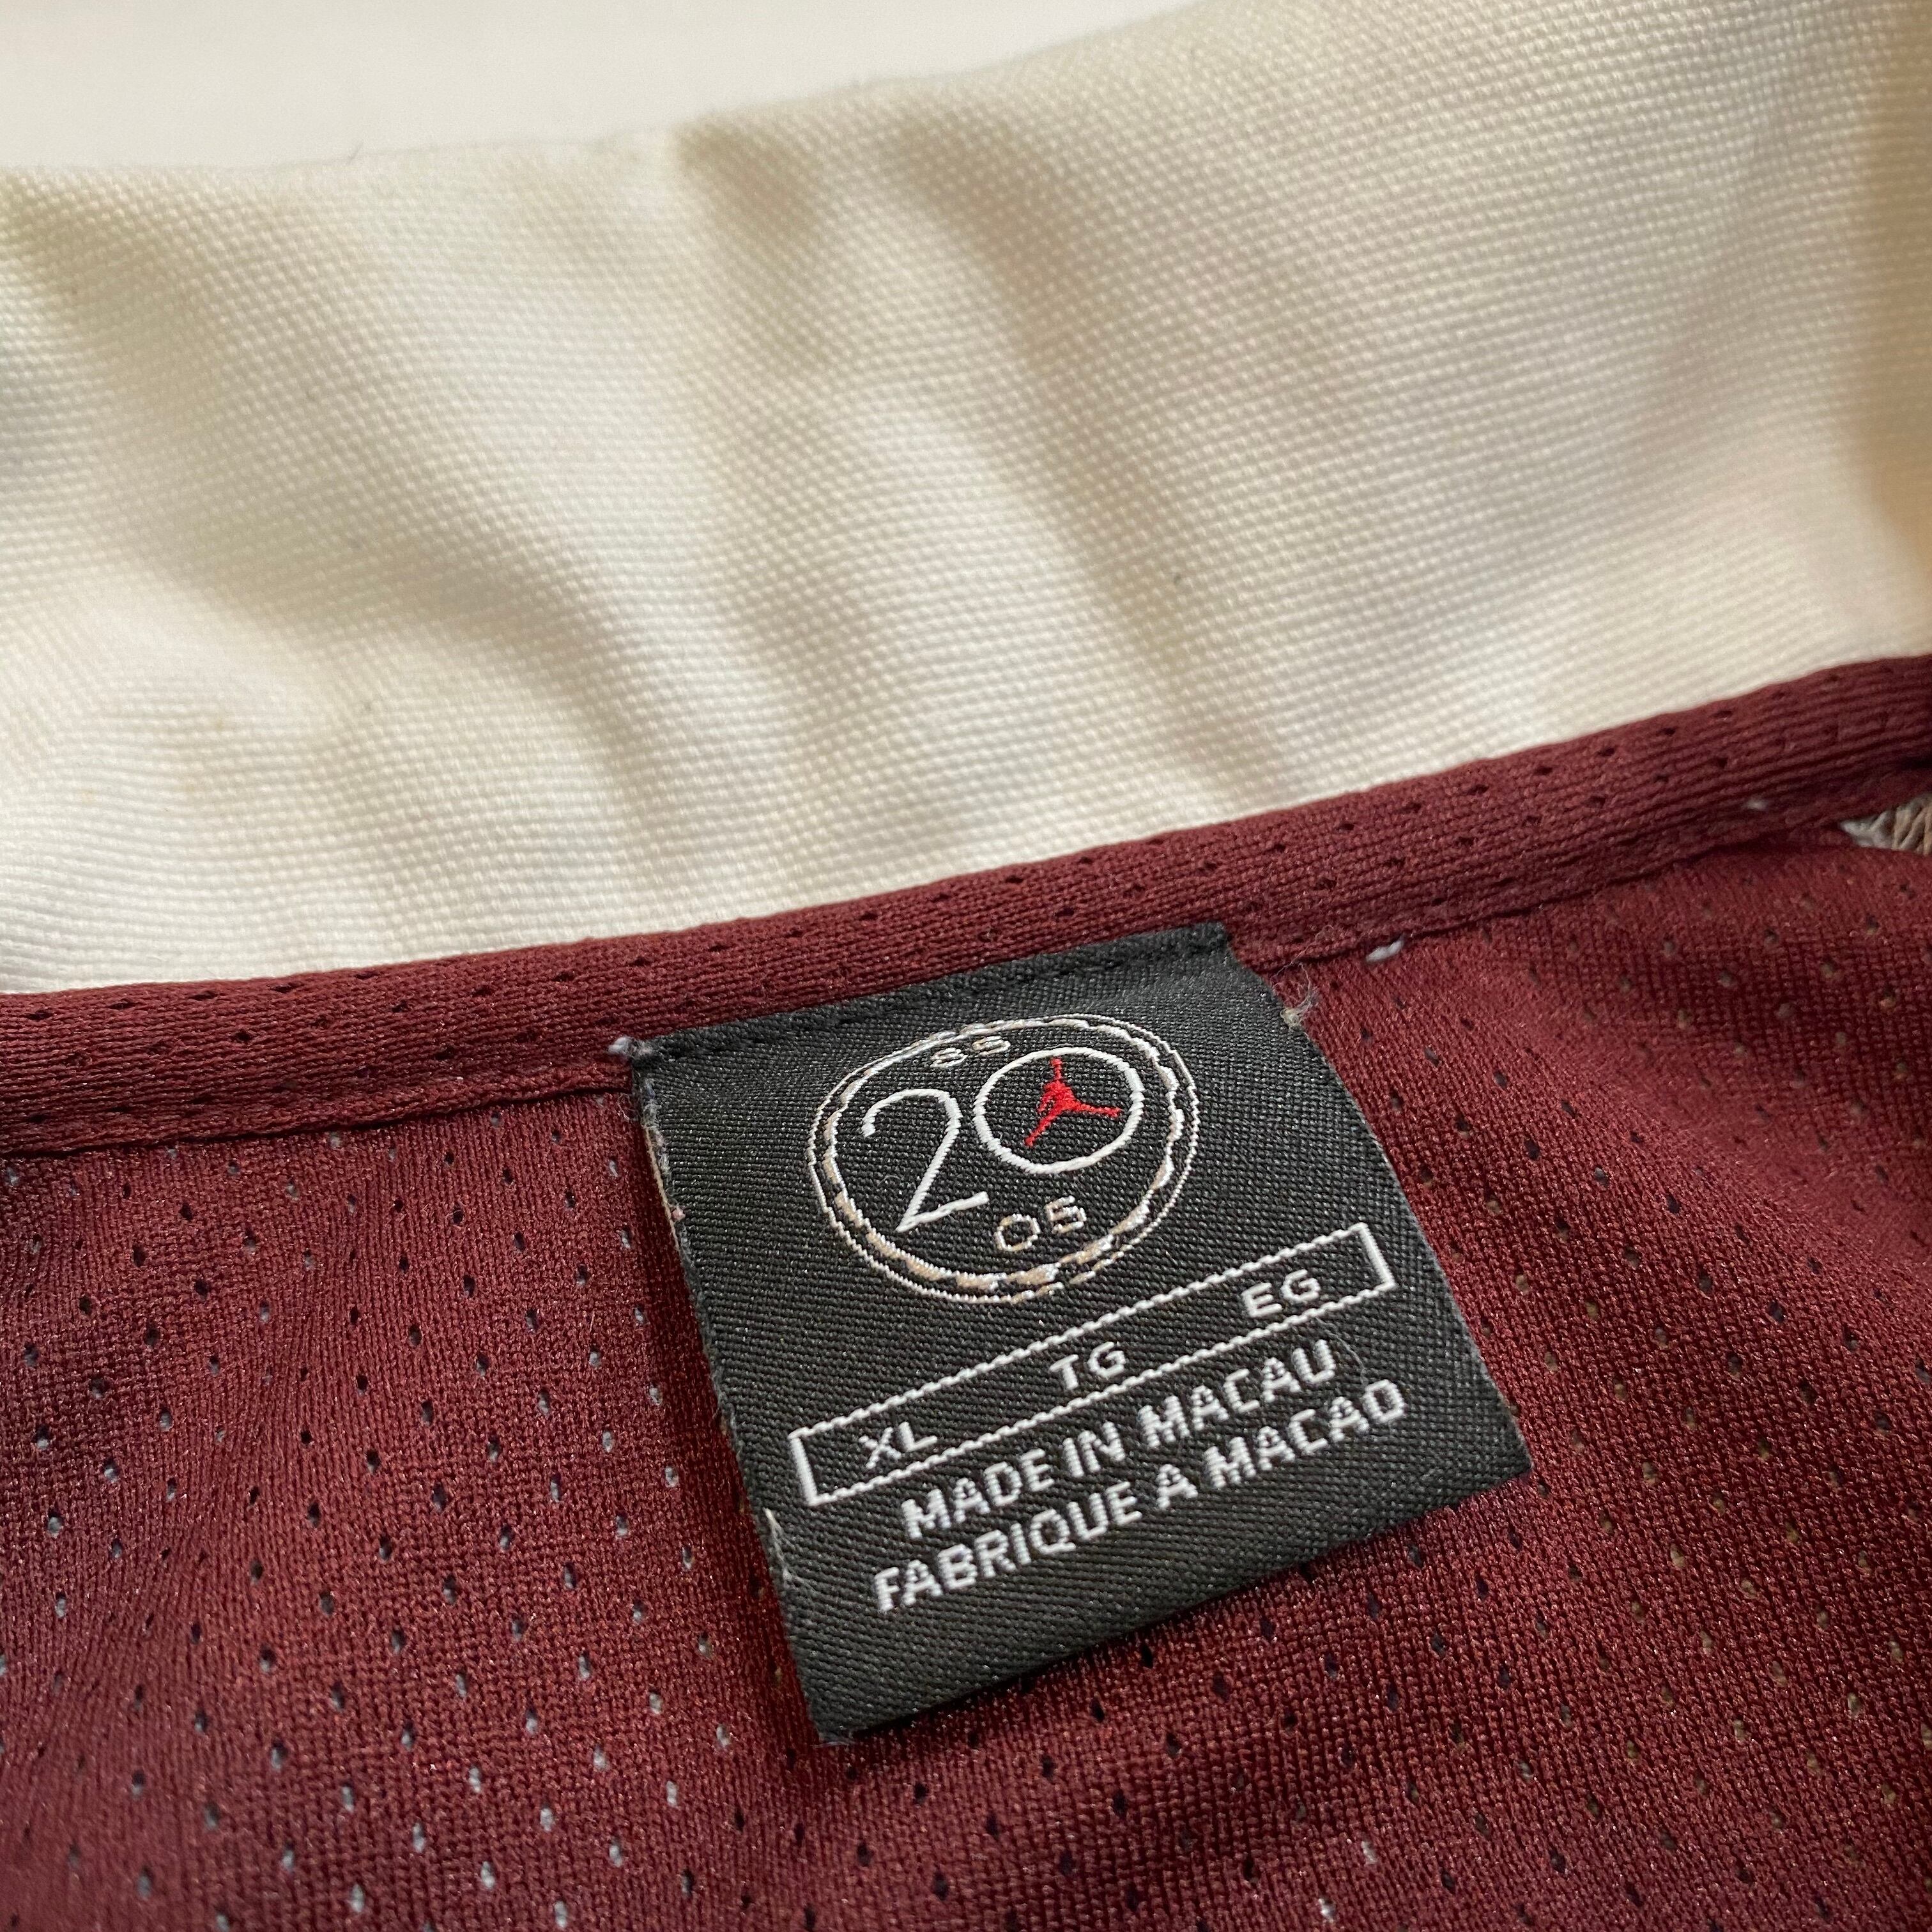 85
20
05
XL TG EG
MADE IN MACAU
FABRIQUE A MACAO